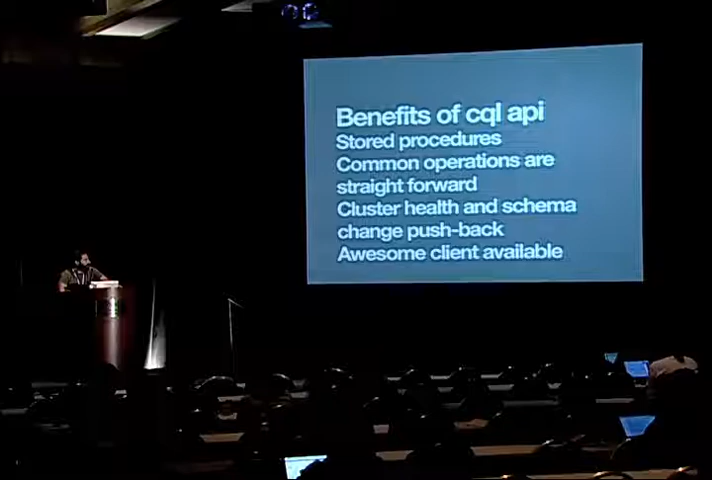 Benefits of cql api
Stored procedures
Common operations are
straight forward
Cluster health and schema
change push-back
Awesome client available